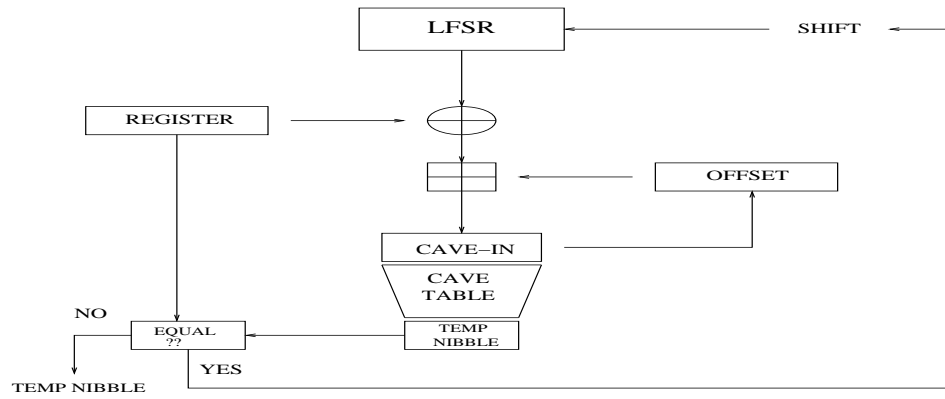 LFSR
SHIFT
REGISTER
OFFSET
CAVE–IN
CAVE
TABLE
TEMP
NIBBLE
EQUAL
??
NO
YES
TEMP NIBBLE